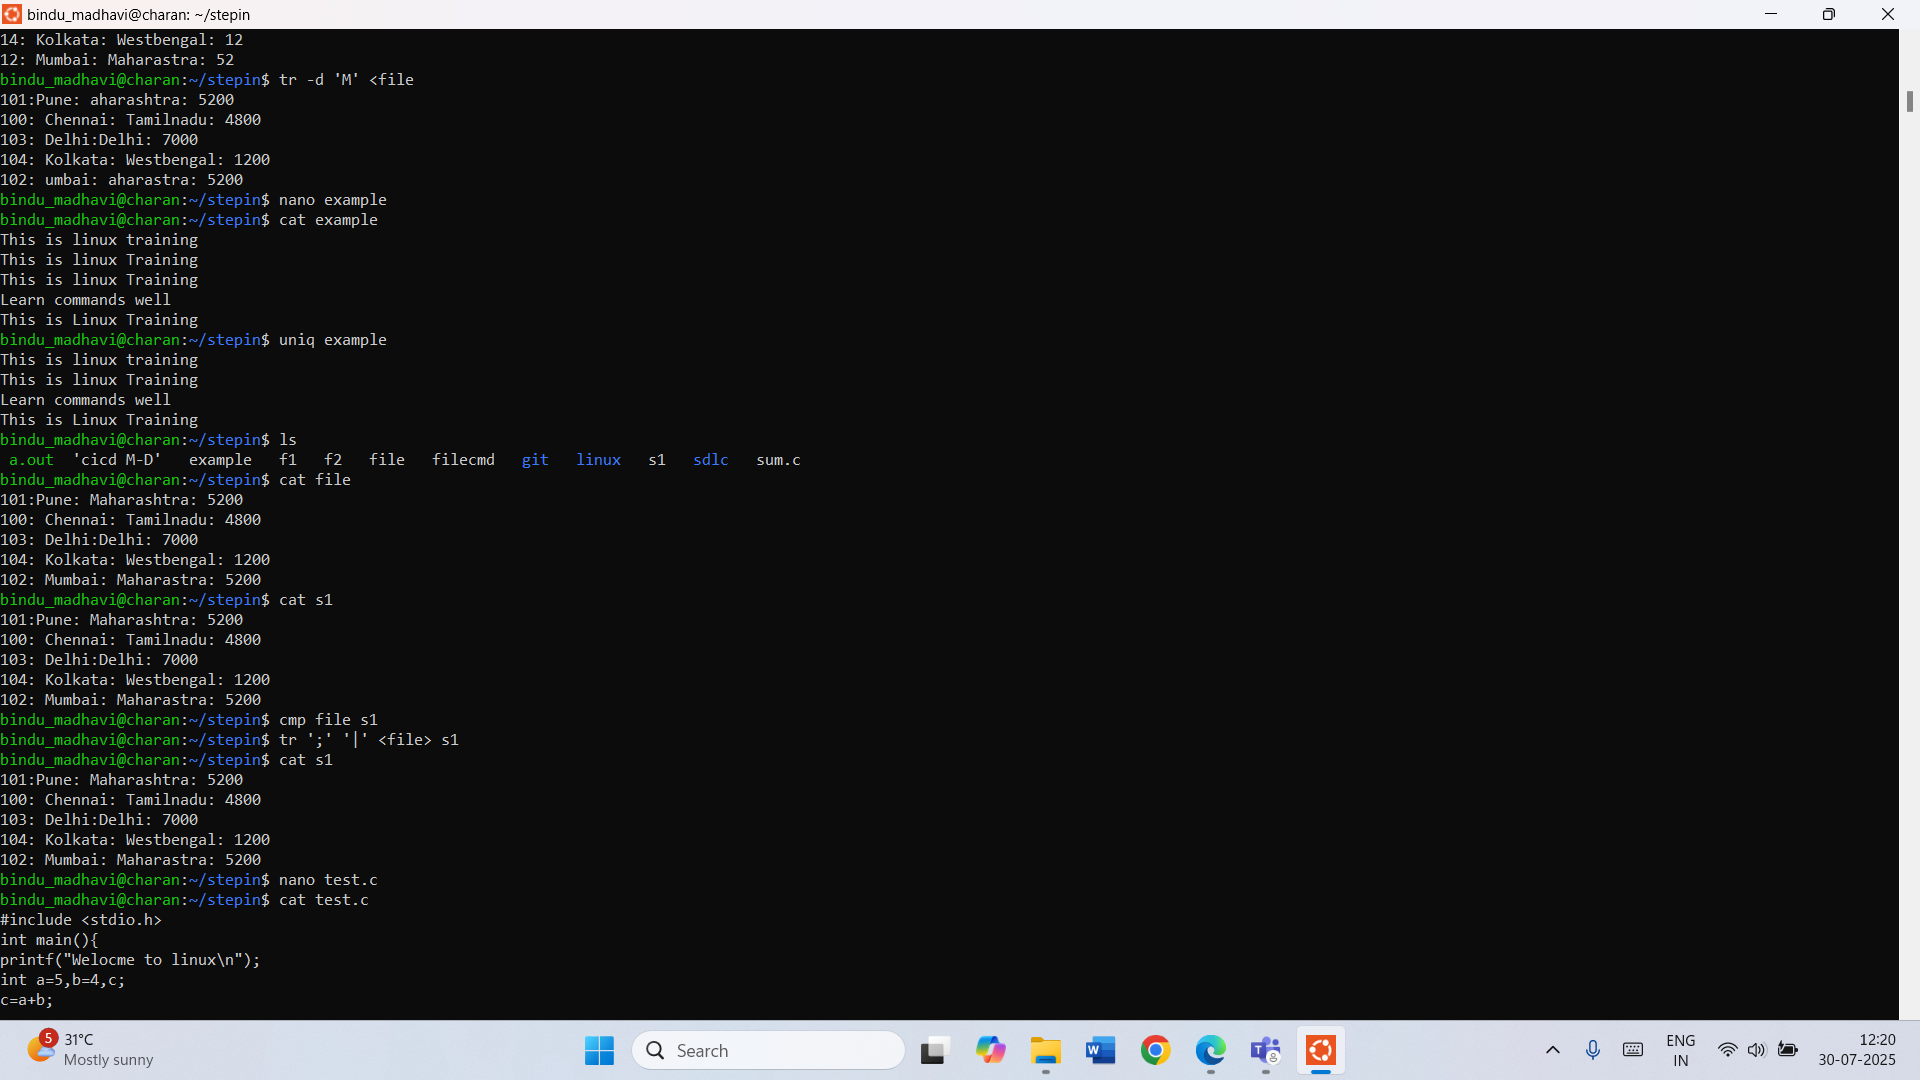 bindu_madhavi@charan: ~/stepin
14: Kolkata: Westbengal: 12
12: Mumbai: Maharastra: 52
bindu_madhavi@charan:~/stepin$ tr -d 'M' <file
101:Pune: aharashtra: 5200
100: Chennai: Tamilnadu: 4800
103: Delhi:Delhi: 7000
104: Kolkata: Westbengal: 1200
102: umbai: aharastra: 5200
bindu_madhavi@charan:~/stepin$ nano example
bindu_madhavi@charan:~/stepin$ cat example
This is linux training
This is linux Training
This is linux Training
Learn commands well
This is Linux Training
bindu_madhavi@charan:~/stepin$ uniq example
This is linux training
This is linux Training
Learn commands well
This is Linux Training
bindu_madhavi@charan:~/stepin$ ls
a.out  'cicd M-D'  example  f1  f2  file  filecmd  git  linux  s1  sdlc  sum.c
bindu_madhavi@charan:~/stepin$ cat file
101:Pune: Maharashtra: 5200
100: Chennai: Tamilnadu: 4800
103: Delhi:Delhi: 7000
104: Kolkata: Westbengal: 1200
102: Mumbai: Maharastra: 5200
bindu_madhavi@charan:~/stepin$ cat s1
101:Pune: Maharashtra: 5200
100: Chennai: Tamilnadu: 4800
103: Delhi:Delhi: 7000
104: Kolkata: Westbengal: 1200
102: Mumbai: Maharastra: 5200
bindu_madhavi@charan:~/stepin$ cmp file s1
bindu_madhavi@charan:~/stepin$ tr ';' '|' <file> s1
bindu_madhavi@charan:~/stepin$ cat s1
101:Pune: Maharashtra: 5200
100: Chennai: Tamilnadu: 4800
103: Delhi:Delhi: 7000
104: Kolkata: Westbengal: 1200
102: Mumbai: Maharastra: 5200
bindu_madhavi@charan:~/stepin$ nano test.c
bindu_madhavi@charan:~/stepin$ cat test.c
#include <stdio.h>
int main(){
printf("Welocme to linux\n");
int a=5,b=4,c;
c=a+b;
5
31°C
Mostly sunny
Search
W
T
ENG
IN
12:20
30-07-2025